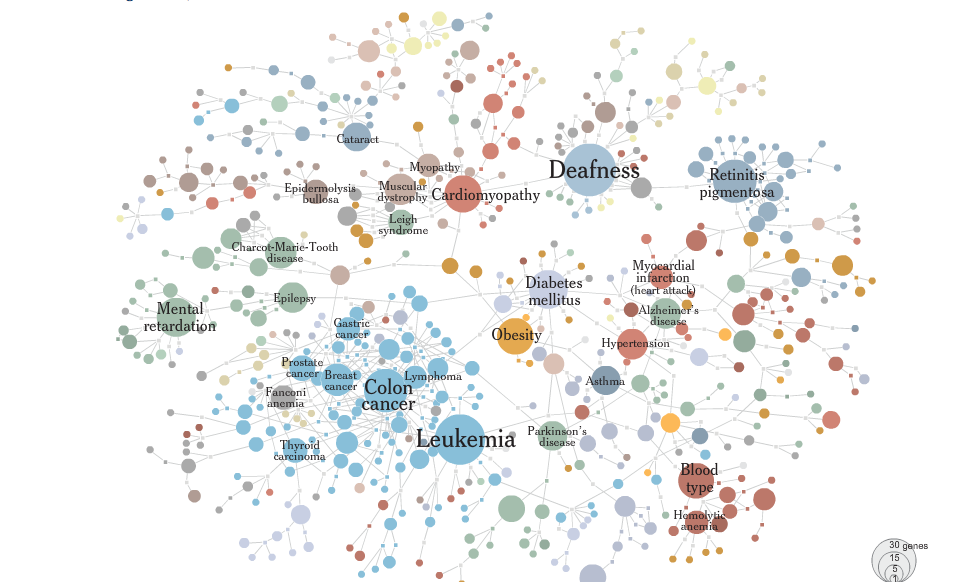 Cataract
Deafness
Myopathy
Retinitis
pigmentosa
Epidermolysis
bullosa
Muscular
dystrophy
Cardiomyopathy
Leigh
syndrome
Charcot-Marie-Tooth
disease
Myocardial
infarction
(heart attack)
Diabetes
mellitus
Epilepsy
Mental
retardation
Alzheimer's
disease
Gastric
cancer
Obesity
Hypertension
Prostate
cancer
Breast
cancer
Lymphoma
Asthma
Colon
cancer
Fanconi
anemia
Leukemia
Parkinson's
disease
Thyroid
carcinoma
Blood
type
Hemolytic
anemia
30 genes
15
5
1